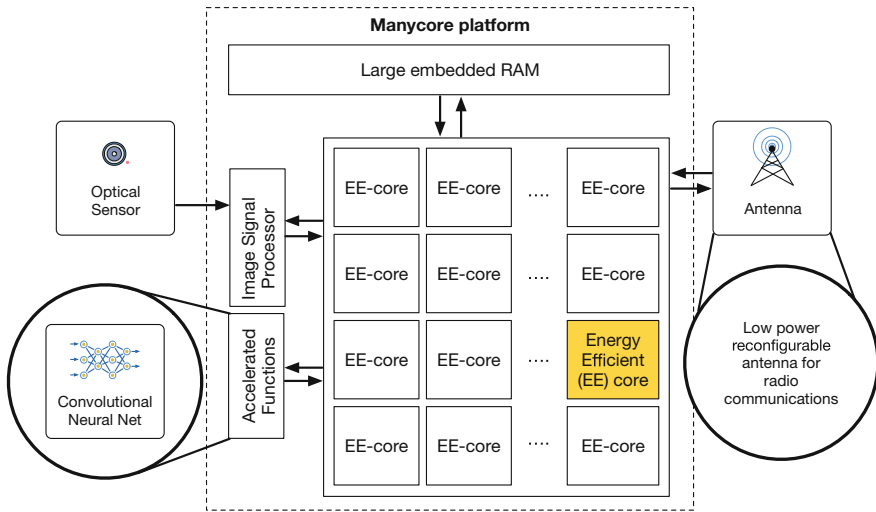 Manycore platform
Large embedded RAM
Optical
Sensor
Image Signal
Processor
EE-core EE-core .... EE-core
Antenna
EE-core EE-core .... EE-core
Convolutional
Neural Net
Accelerated
Functions
EE-core EE-core .... Energy
Efficient
(EE) core
Low power
reconfigurable
antenna for
radio
communications
EE-core EE-core .... EE-core